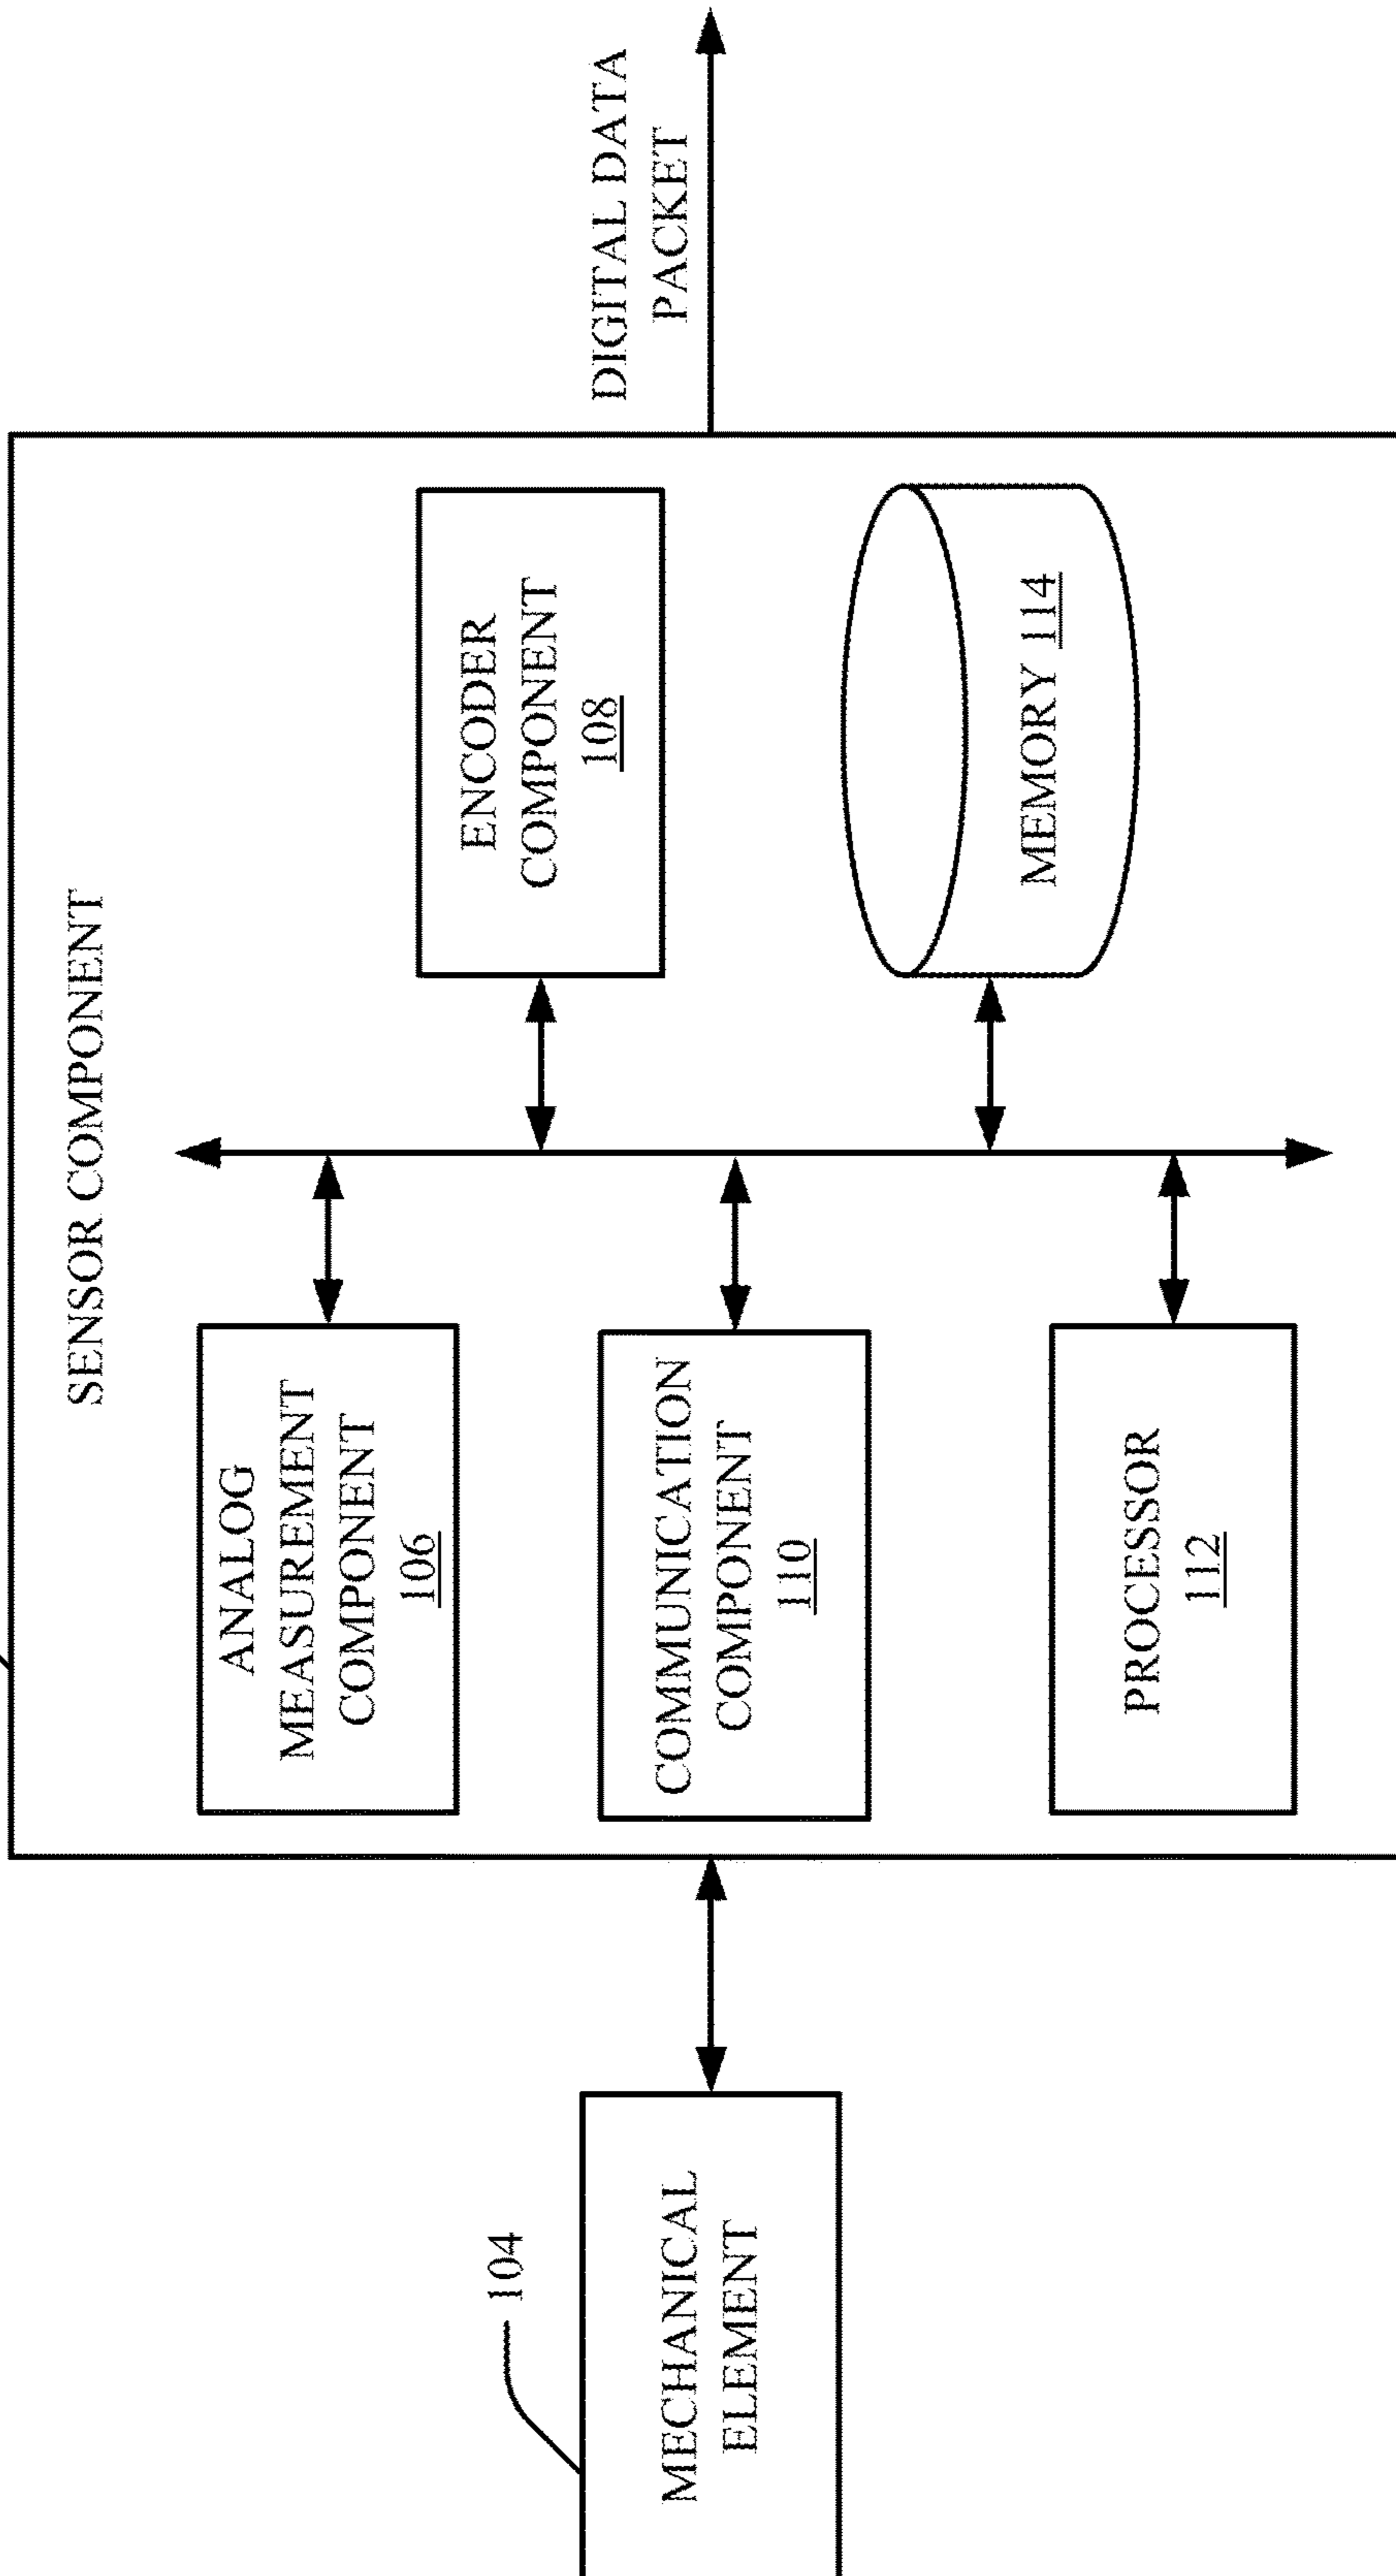 SENSOR COMPONENT
ANALOG
MEASUREMENT
COMPONENT
106
ENCODER
COMPONENT
108
COMMUNICATION
COMPONENT
110
MEMORY 114
PROCESSOR
112
104
MECHANICAL
ELEMENT
DIGITAL DATA
PACKET